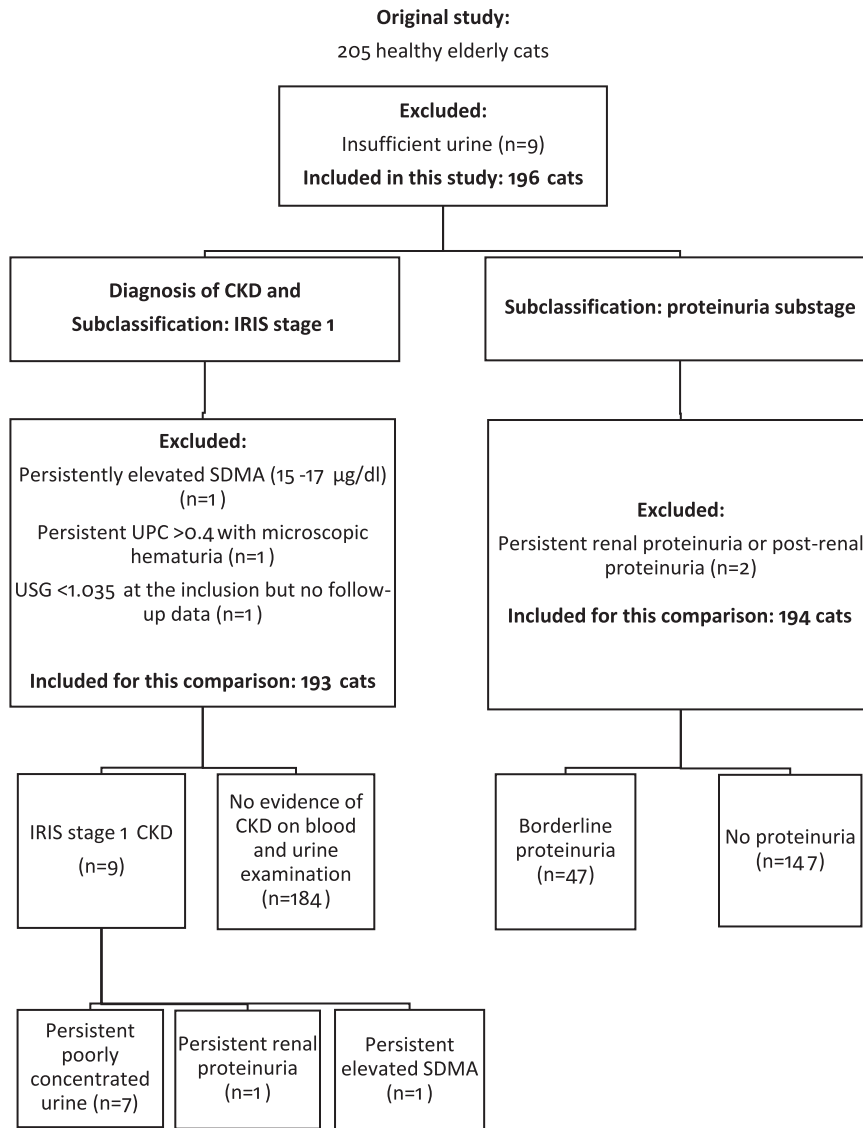 Original study:
205 healthy elderly cats
Excluded:
Insufficient urine (n=9)
Included in this study: 196 cats
Diagnosis of CKD and
Subclassification: IRIS stage 1
Subclassification: proteinuria substage
Excluded:
Persistently elevated SDMA (15 -17 µg/dl)
(n=1)
Persistent UPC >0.4 with microscopic
hematuria (n=1)
USG <1.035 at the inclusion but no follow-
up data (n=1)
Included for this comparison: 193 cats
Excluded:
Persistent renal proteinuria or post-renal
proteinuria (n=2)
Included for this comparison: 194 cats
IRIS stage 1 CKD
(n=9)
No evidence of
CKD on blood
and urine
examination
(n=184)
Borderline
proteinuria
(n=47)
No proteinuria
(n=147)
Persistent
poorly
concentrated
urine (n=7)
Persistent renal
proteinuria
(n=1)
Persistent
elevated SDMA
(n=1)